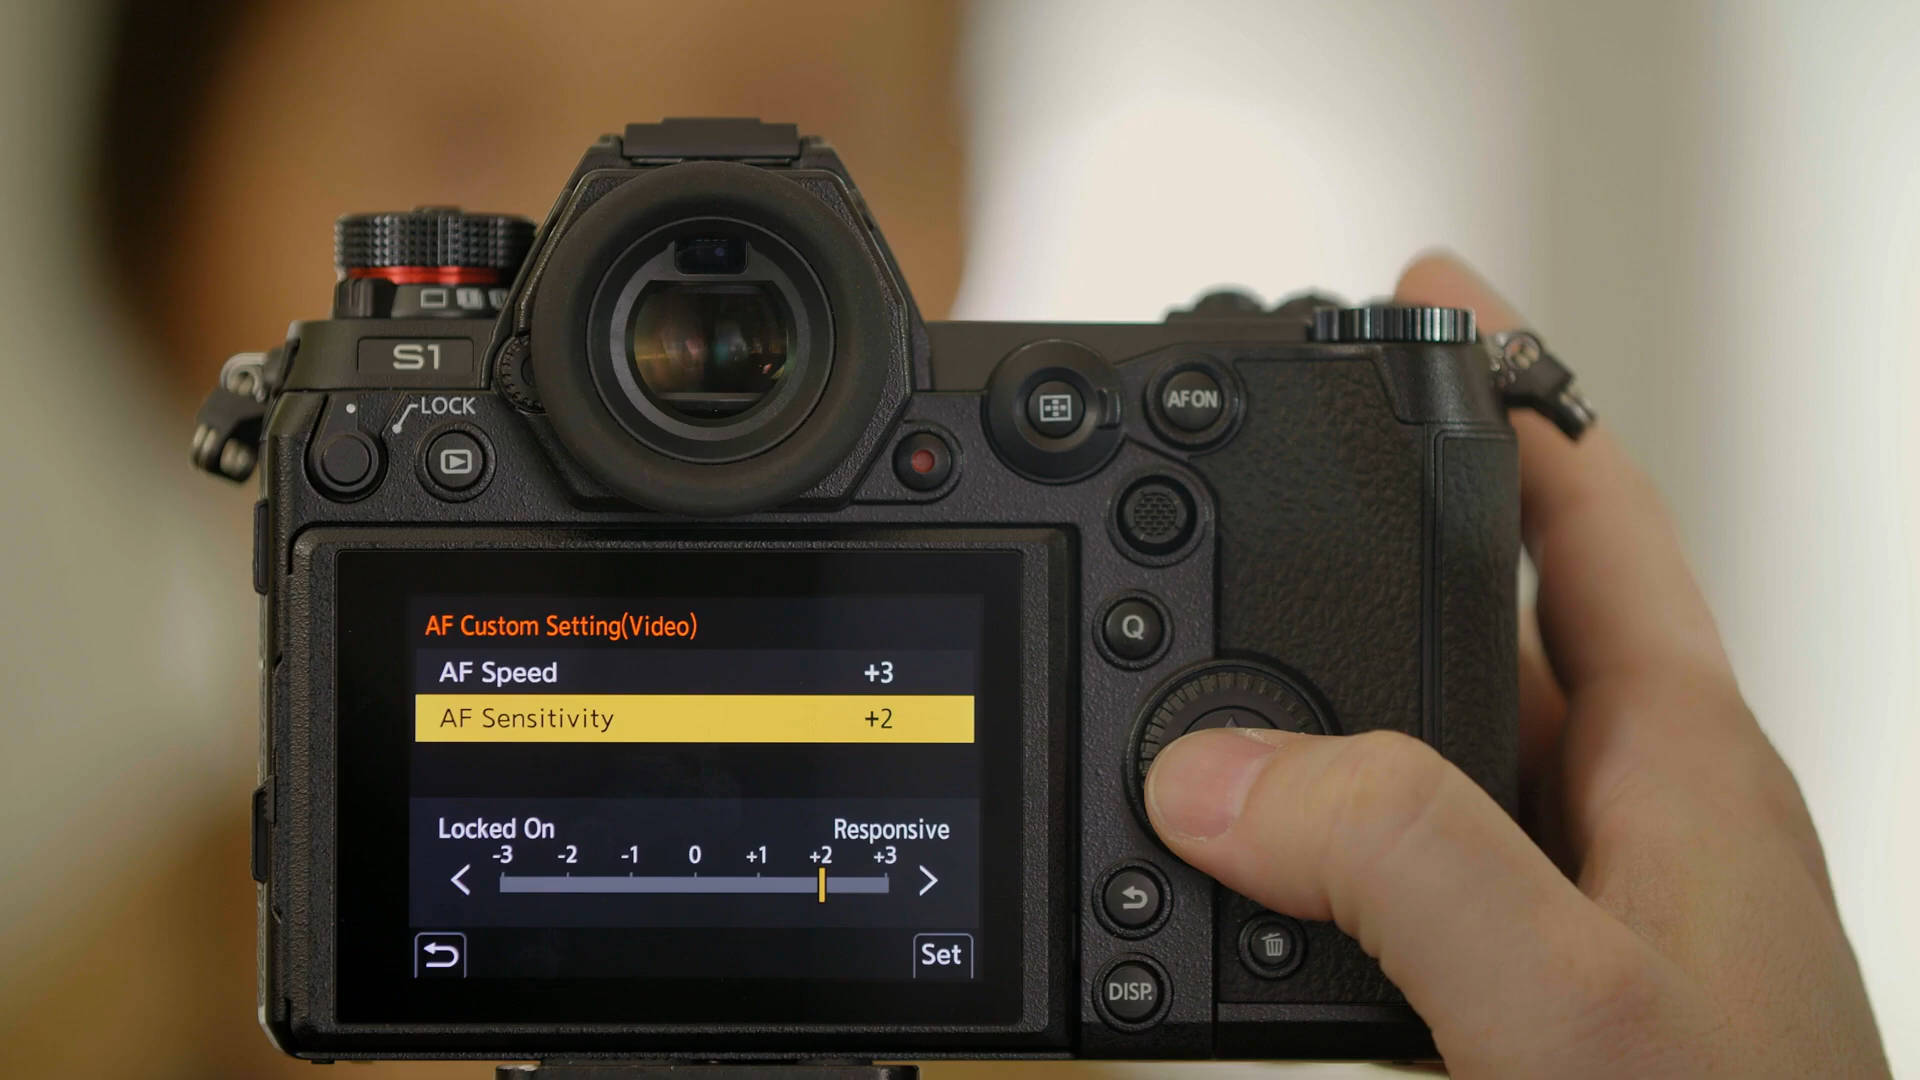 S1
LOCK
AF ON
Q
DISP.
AF Custom Setting(Video)
AF Speed +3
AF Sensitivity +2
Locked On Responsive
-3 -2 -1 0 +1 +2 +3
Set